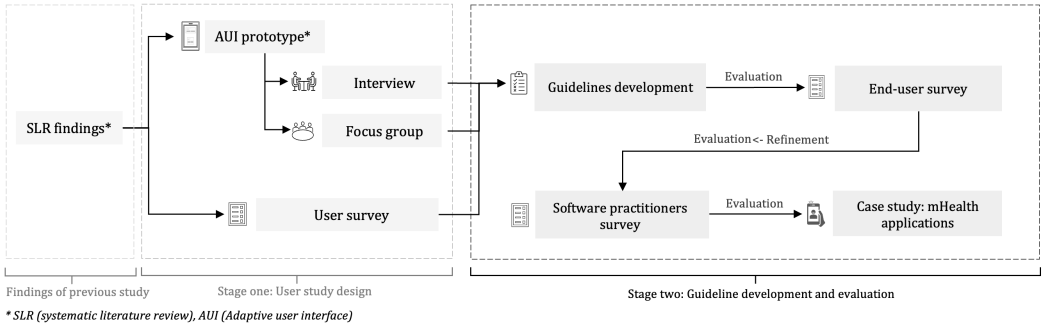 AUI prototype*
Interview
Focus group
SLR findings*
User survey
Guidelines development
Evaluation
End-user survey
Evaluation<- Refinement
Software practitioners
survey
Evaluation
Case study: mHealth
applications
Findings of previous study
Stage one: User study design
Stage two: Guideline development and evaluation
* SLR (systematic literature review), AUI (Adaptive user interface)